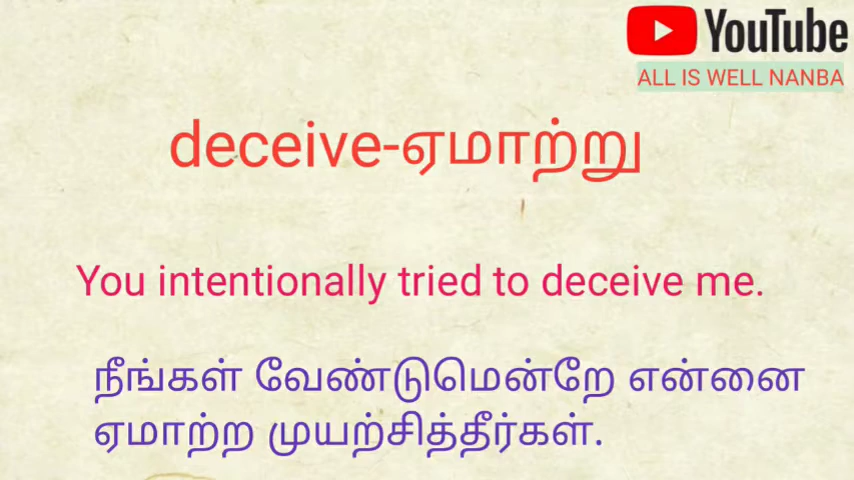 YouTube
ALL IS WELL NANBA
deceive-ஏமாற்று
You intentionally tried to deceive me.
நீங்கள் வேண்டுமென்றே என்னை
ஏமாற்ற முயற்சித்தீர்கள்.